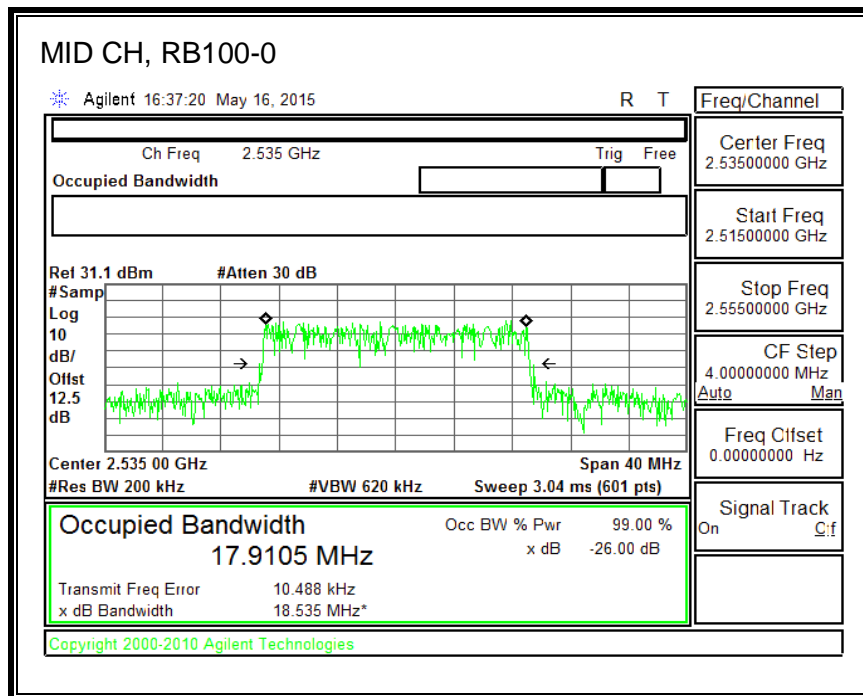 MID CH, RB100-0
Agilent 16:37:20 May 16, 2015 R T
Freq/Channel
Ch Freq 2.535 GHz Trig Free
Occupied Bandwidth
Center Freq
2.53500000 GHz
Start Freq
2.51500000 GHz
Stop Freq
2.55500000 GHz
CF Step
4.00000000 MHz
Auto Man
Freq Offset
0.00000000 Hz
Signal Track
On Off
Ref 31.1 dBm #Atten 30 dB
#Samp
Log
10
dB/
Offst
12.5
dB
Center 2.535 00 GHz Span 40 MHz
#Res BW 200 kHz #VBW 620 kHz Sweep 3.04 ms (601 pts)
Occupied Bandwidth
17.9105 MHz
Occ BW % Pwr 99.00 %
x dB -26.00 dB
Transmit Freq Error 10.488 kHz
x dB Bandwidth 18.535 MHz*
Copyright 2000-2010 Agilent Technologies